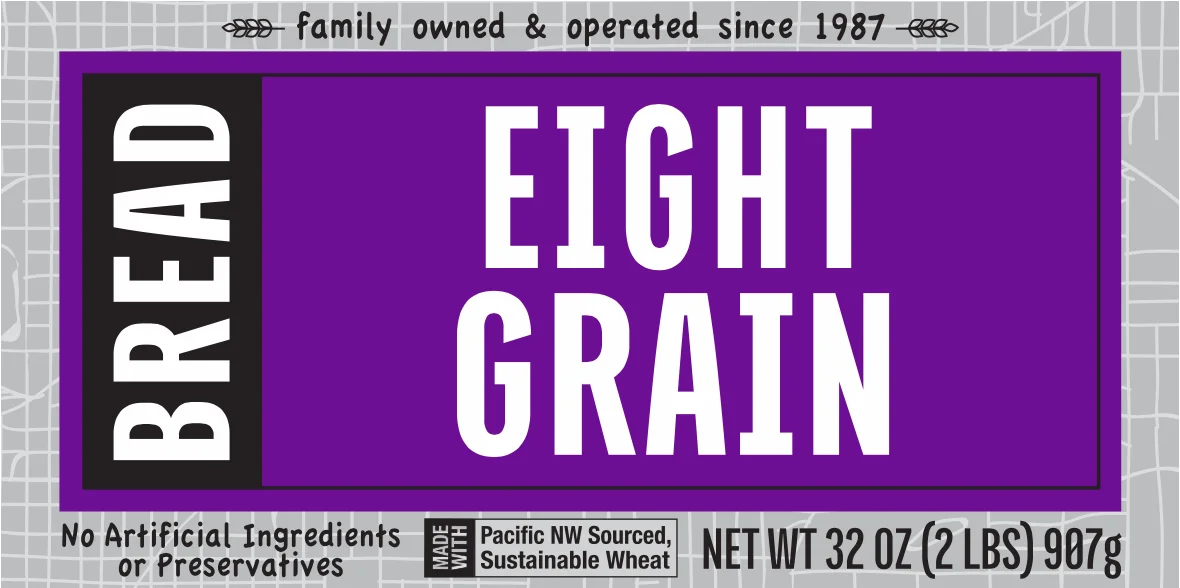 family owned & operated since 1987
BREAD
EIGHT
GRAIN
No Artificial Ingredients
or Preservatives
MADE
WITH
Pacific NW Sourced,
Sustainable Wheat
NET WT 32 OZ (2 LBS) 907g